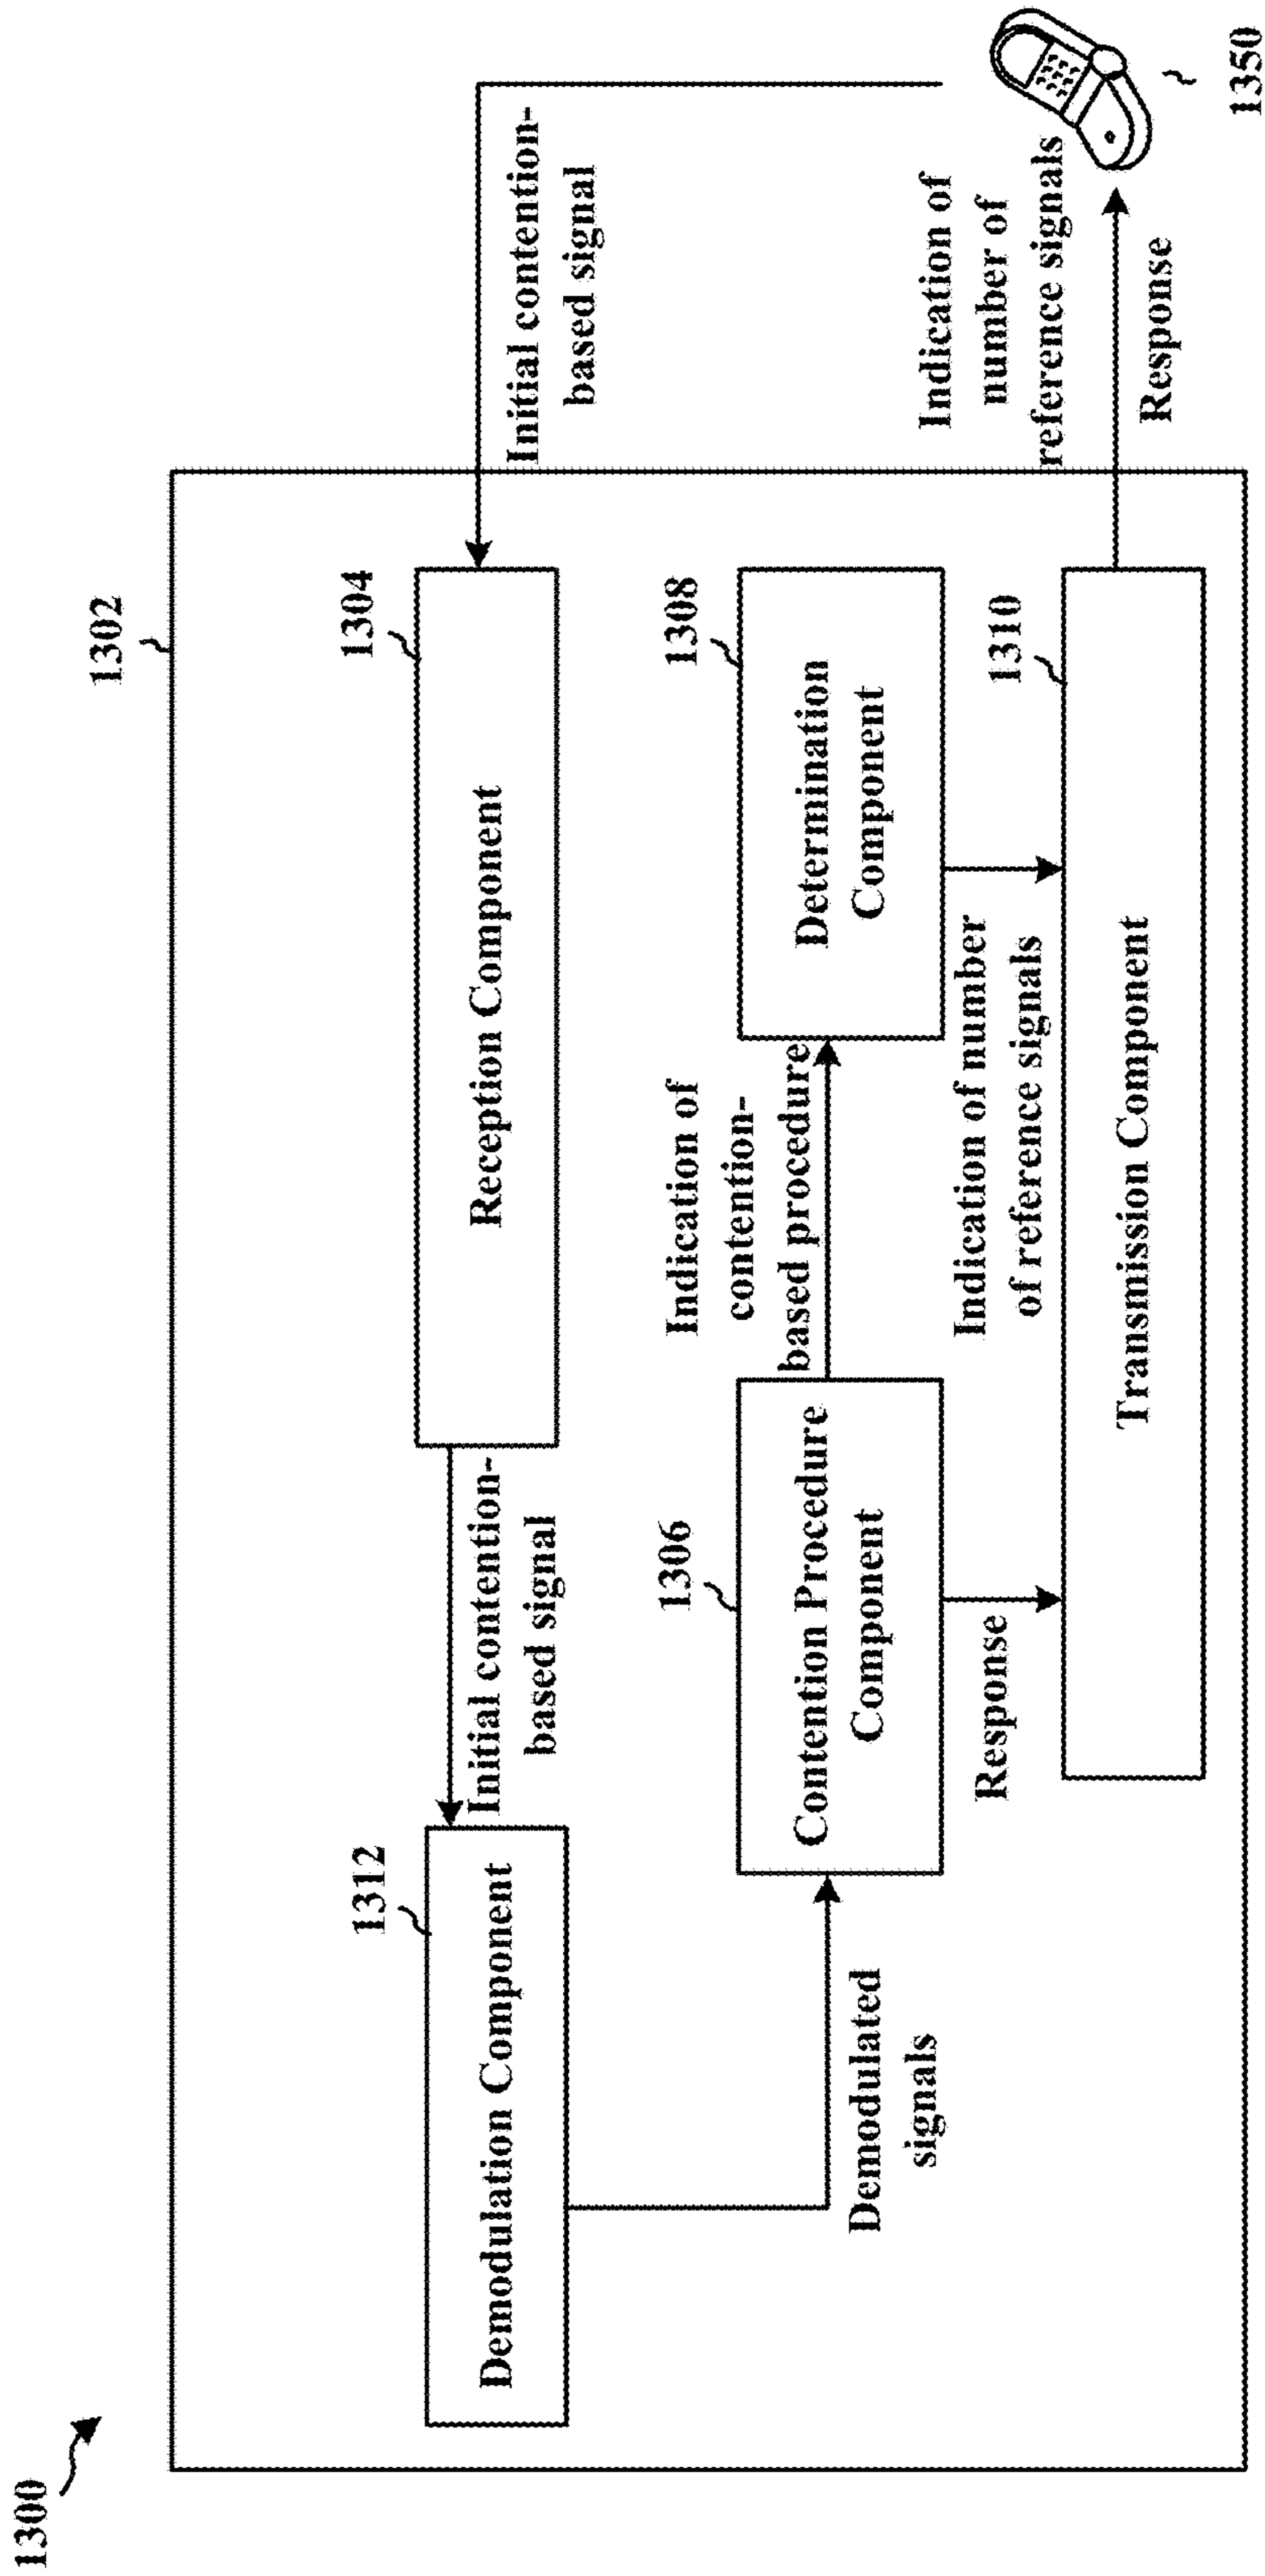 1300
1302
1304
Reception Component
Initial contention-
based signal
1312
Demodulation Component
Initial contention-
based signal
Demodulated
signals
1306
Contention Procedure
Component
Indication of
contention-
based procedure
1308
Determination
Component
Response
Indication of number
of reference signals
1310
Transmission Component
Indication of
number of
reference signals
Response
1350